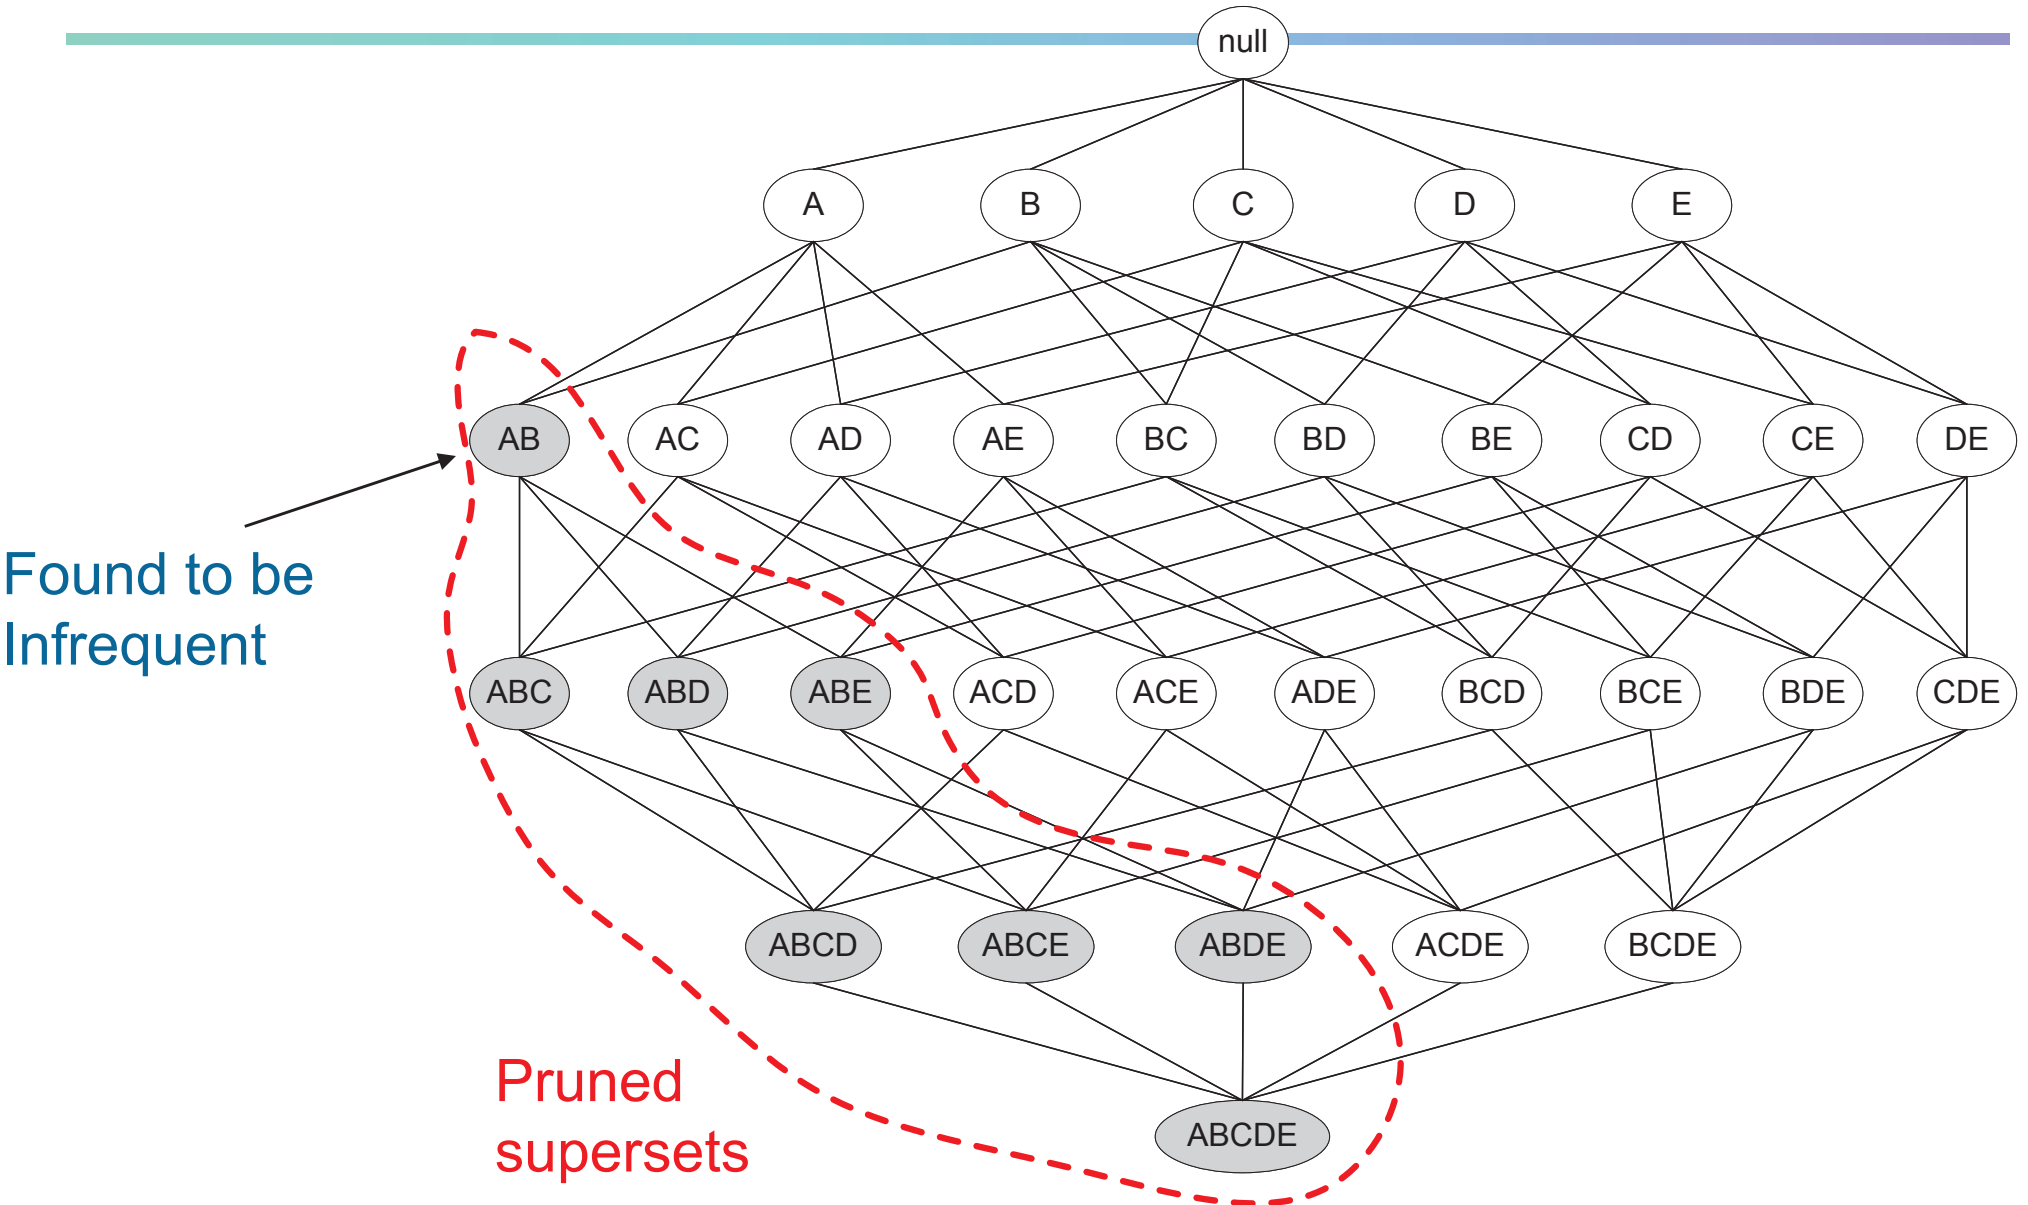 null
A B C D E
AB AC AD AE BC BD BE CD CE DE
Found to be
Infrequent
ABC ABD ABE ACD ACE ADE BCD BCE BDE CDE
ABCD ABCE ABDE ACDE BCDE
Pruned
supersets
ABCDE